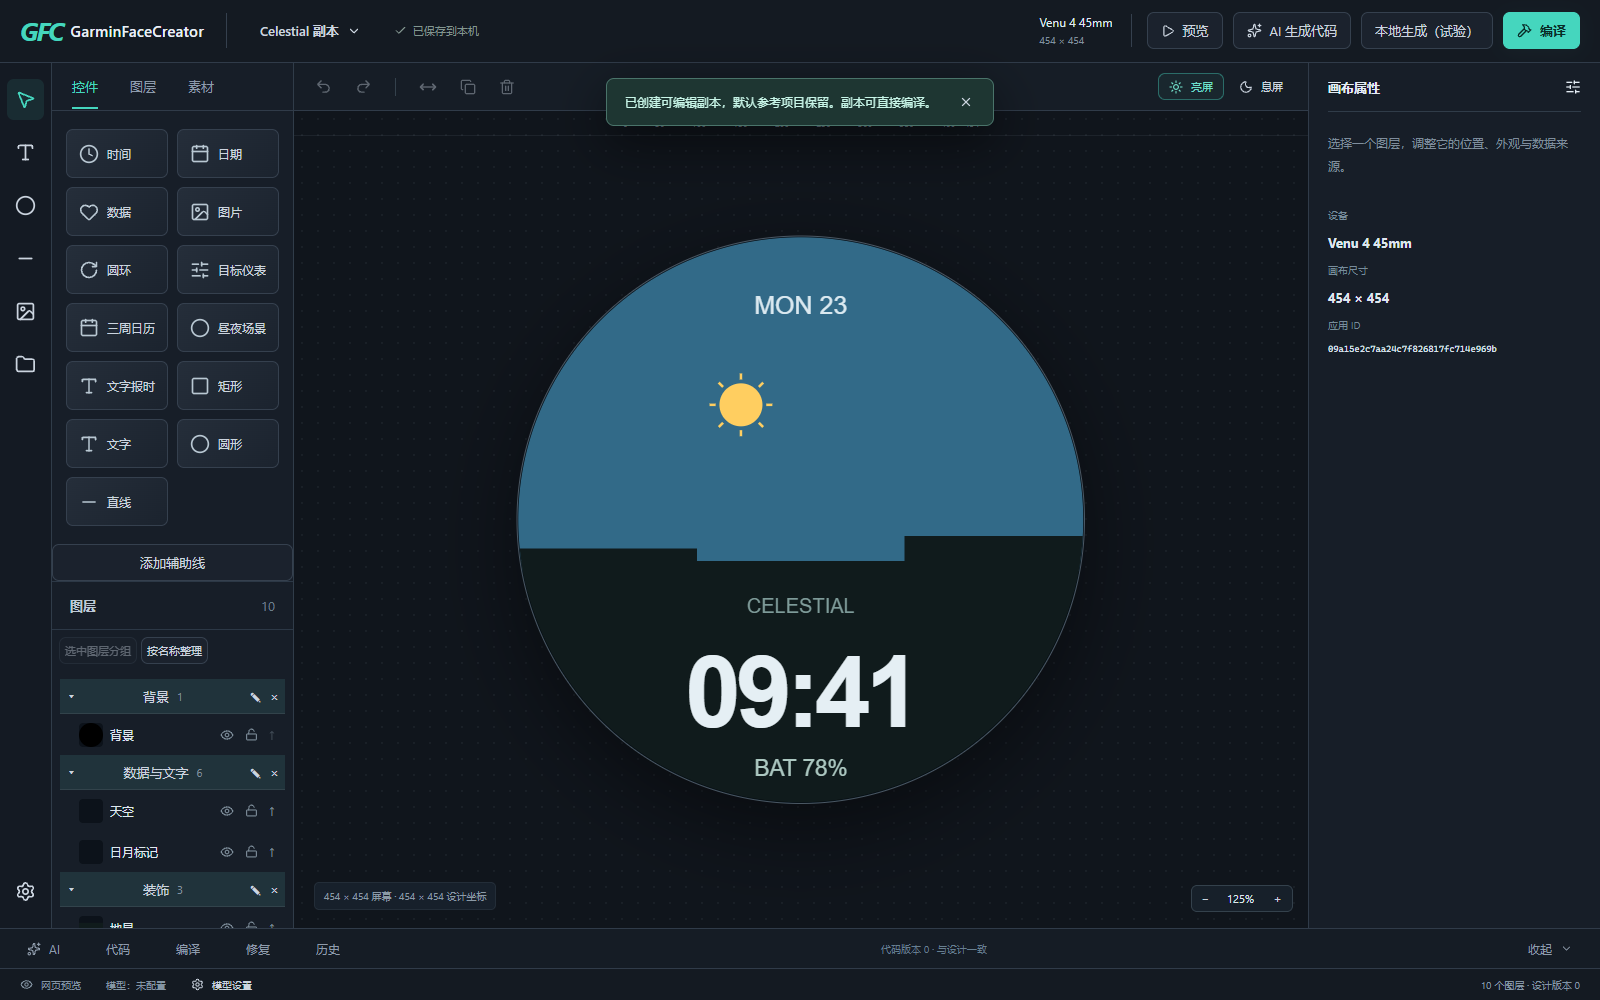 GFC GarminFaceCreator
Celestial 副本
已保存到本机
Venu 4 45mm
454 × 454
预览
AI 生成代码
本地生成（试验）
编译
控件
图层
素材
已创建可编辑副本，默认参考项目保留。副本可直接编译。
亮屏
息屏
画布属性
时间
日期
数据
图片
圆环
目标仪表
三周日历
昼夜场景
文字报时
矩形
文字
圆形
直线
添加辅助线
图层
10
选中图层分组
按名称整理
背景 1
背景
数据与文字 6
天空
日月标记
装饰 3
地景
MON 23
CELESTIAL
09:41
BAT 78%
454 × 454 屏幕 · 454 × 454 设计坐标
− 125% +
选择一个图层，调整它的位置、外观与数据来
源。
设备
Venu 4 45mm
画布尺寸
454 × 454
应用 ID
09a15e2c7aa24c7f826817fc714e969b
AI
代码
编译
修复
历史
代码版本 0 · 与设计一致
收起
网页预览
模型：未配置
模型设置
10 个图层 · 设计版本 0